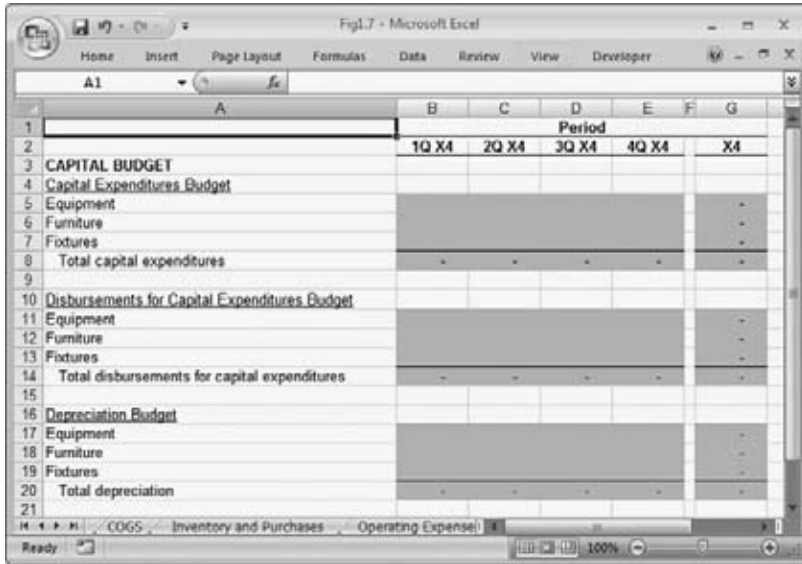 Fig1.7 - Microsoft Excel
Home Insert Page Layout Formulas Data Review View Developer
A1 fx
A B C D E F G
1 Period
2 1Q X4 2Q X4 3Q X4 4Q X4 X4
3 CAPITAL BUDGET
4 Capital Expenditures Budget
5 Equipment -
6 Furniture -
7 Fixtures -
8 Total capital expenditures - - - - -
9
10 Disbursements for Capital Expenditures Budget
11 Equipment -
12 Furniture -
13 Fixtures -
14 Total disbursements for capital expenditures - - - - -
15
16 Depreciation Budget
17 Equipment -
18 Furniture -
19 Fixtures -
20 Total depreciation - - - - -
21
COGS Inventory and Purchases Operating Expense
Ready 100%